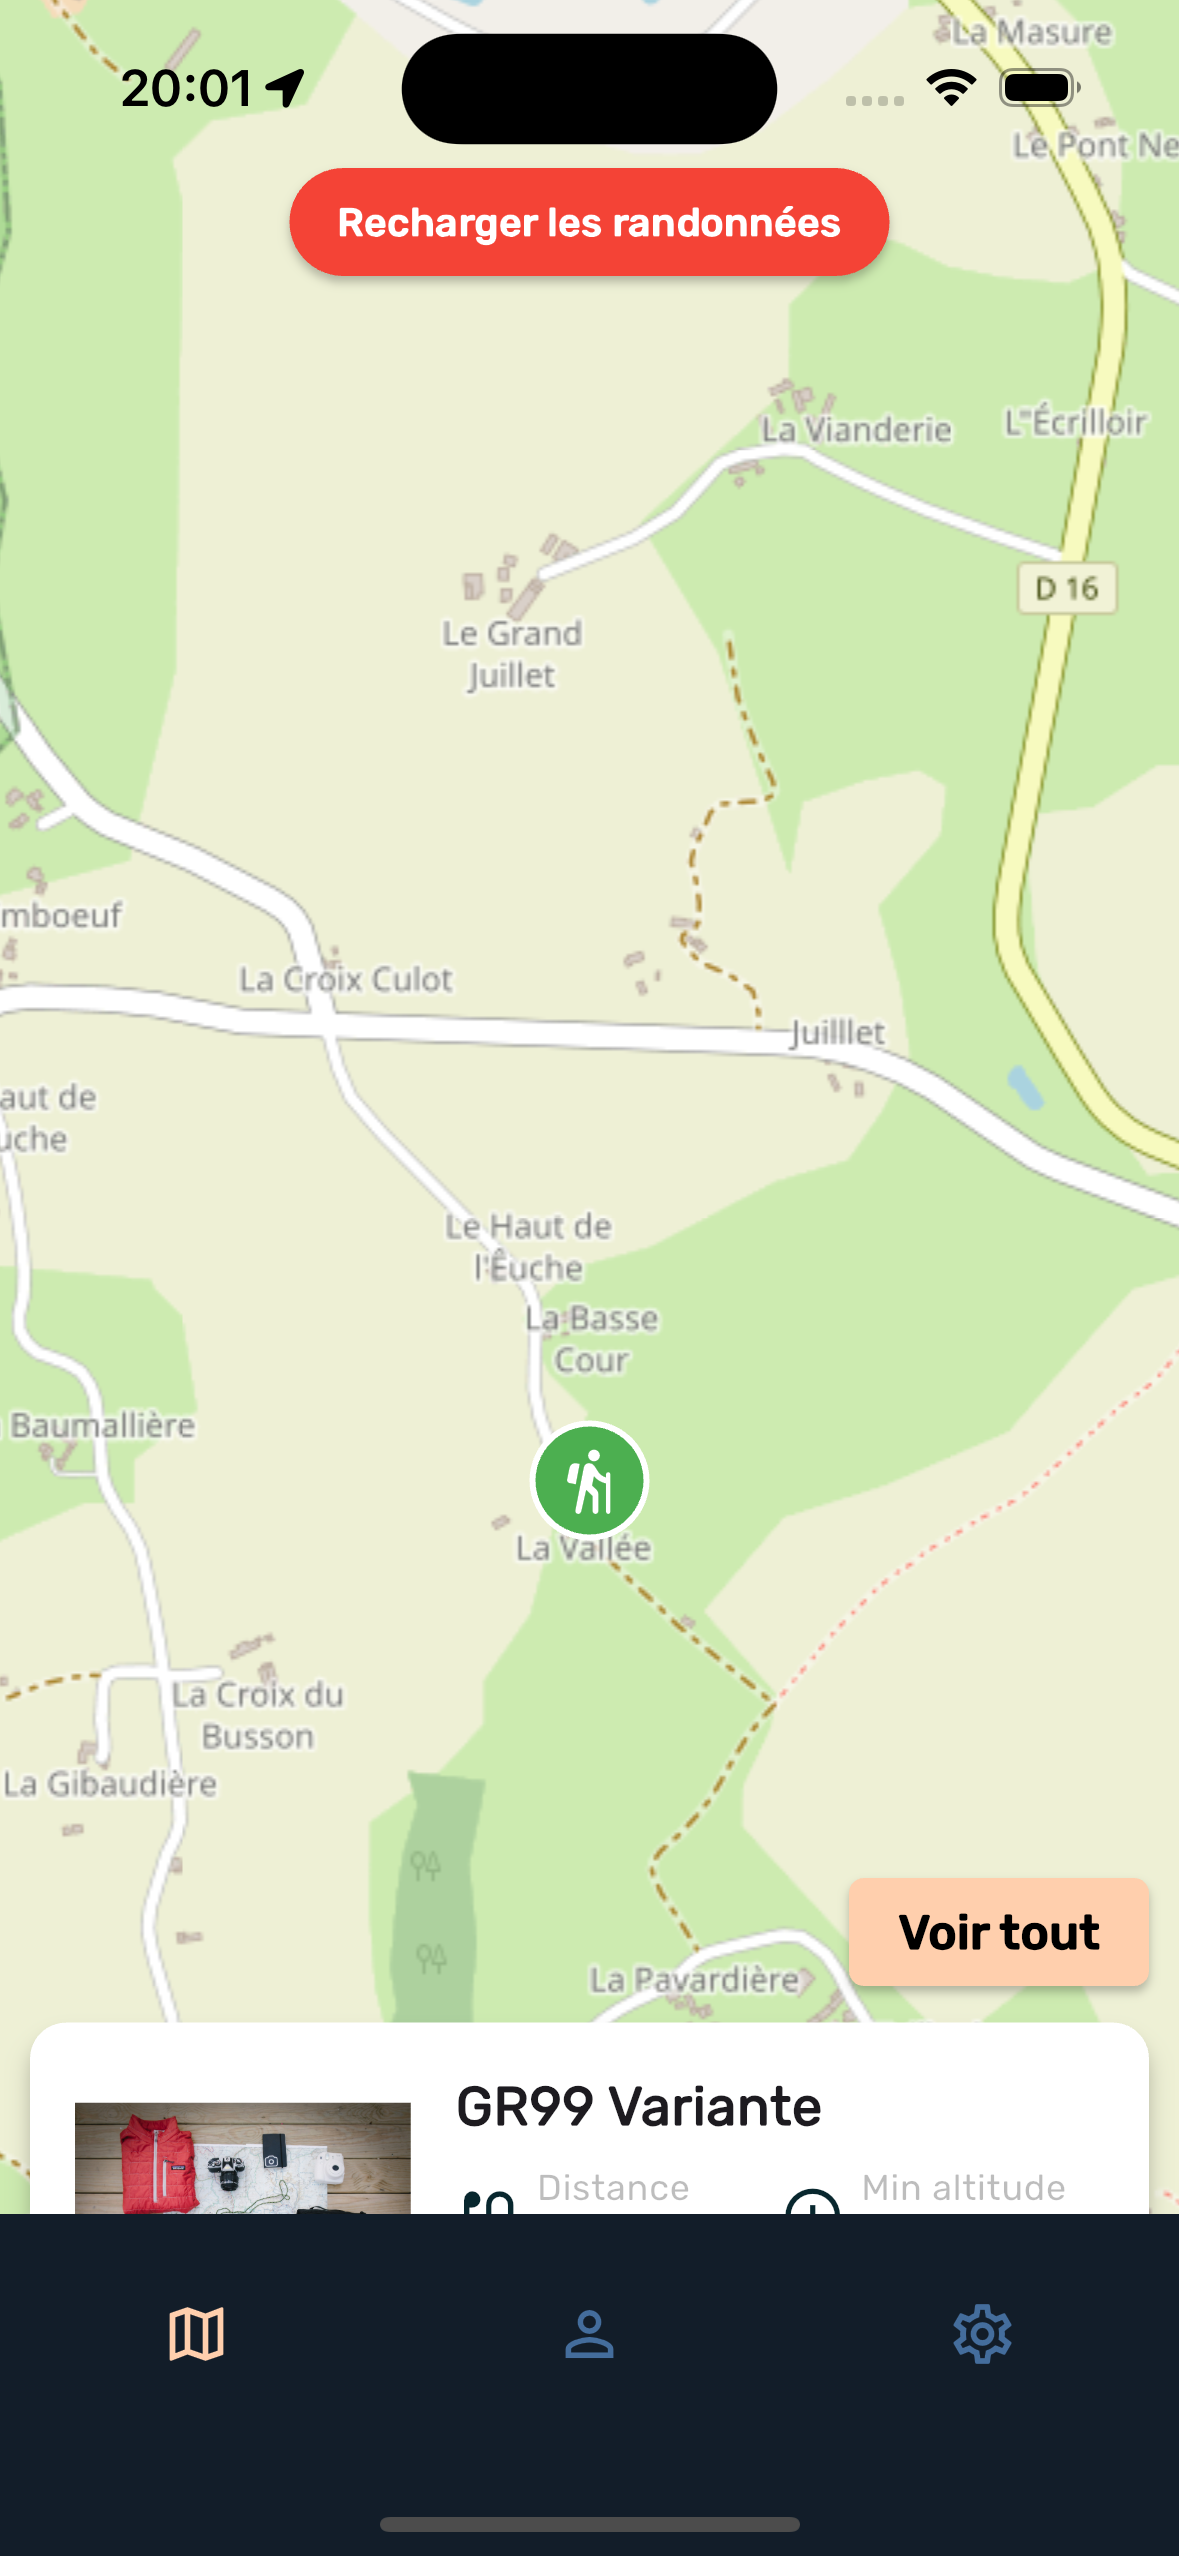 La Masure
20:01
Le Pont Ne
Recharger les randonnées
La Vianderie
L"Écrilloir
D 16
Le Grand
Juillet
mboeuf
La Croix Culot
Juilllet
aut de
uche
Le Haut de
l'Êuche
La Basse
Cour
Baumallière
La Vallée
La Croix du
Busson
La Gibaudière
Voir tout
La Pavardière
GR99 Variante
Distance
Min altitude